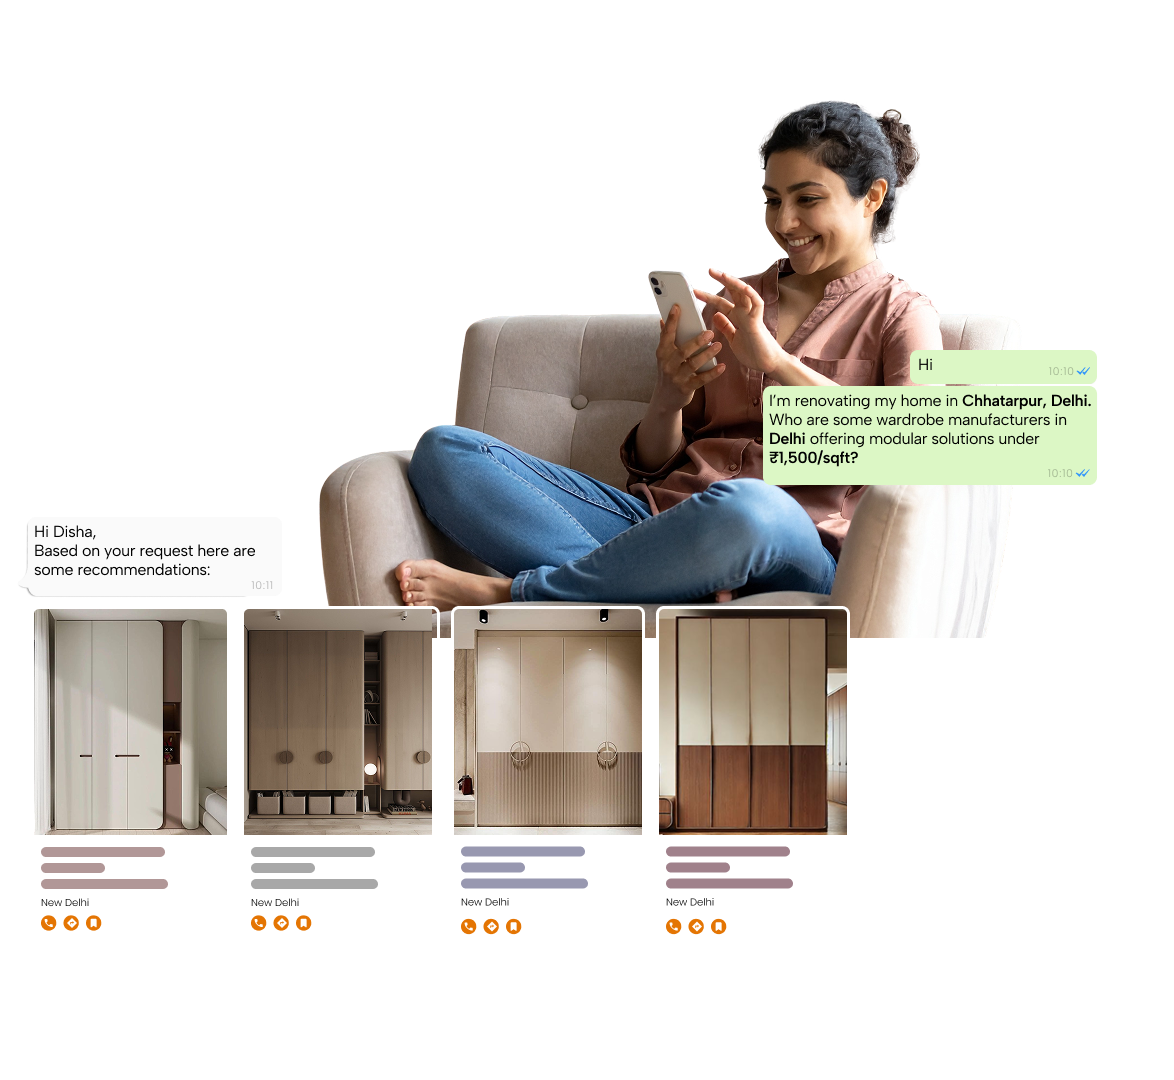 Hi
10:10
I'm renovating my home in Chhatarpur, Delhi.
Who are some wardrobe manufacturers in
Delhi offering modular solutions under
₹1,500/sqft?
10:10
Hi Disha,
Based on your request here are
some recommendations:
10:11
New Delhi
New Delhi
New Delhi
New Delhi